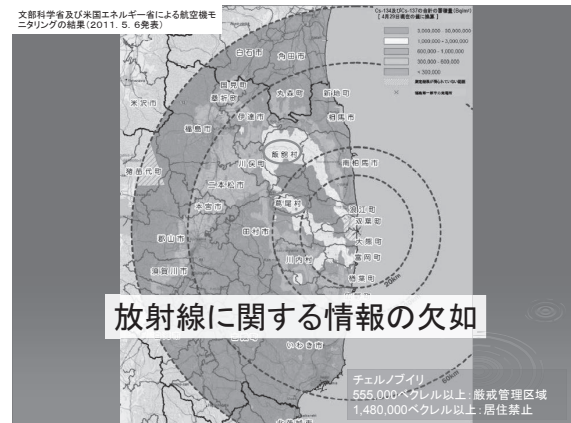 文部科学省及び米国エネルギー省による航空機モ
ニタリングの結果(2011．5．6発表)
Cs-134及びCs-137の合計の蓄積量(Bq/m²)
[4月29日現在の値に換算]
3,000,000 - 30,000,000
1,000,000 - 3,000,000
600,000 - 1,000,000
300,000 - 600,000
< 300,000
白石市
角田市
国見町
桑折町
丸森町
新地町
米沢市
伊達市
相馬市
福島市
飯舘村
川俣町
南相馬市
猪苗代町
二本松市
葛尾村
浪江町
本宮市
双葉町
田村市
大熊町
郡山市
富岡町
川内村
須賀川市
楢葉町
20km
放射線に関する情報の欠如
いわき市
60km
チェルノブイリ
555,000ベクレル以上：厳戒管理区域
1,480,000ベクレル以上：居住禁止
北茨城市